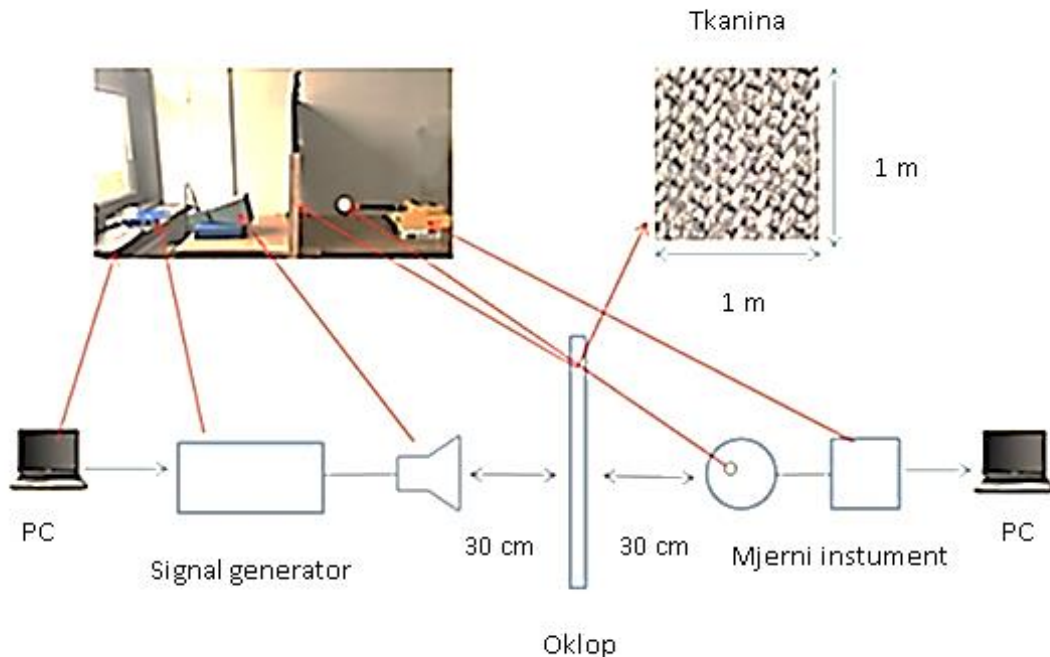 Tkanina
1 m
1 m
PC
Signal generator
30 cm
30 cm
Mjerni instument
PC
Oklop